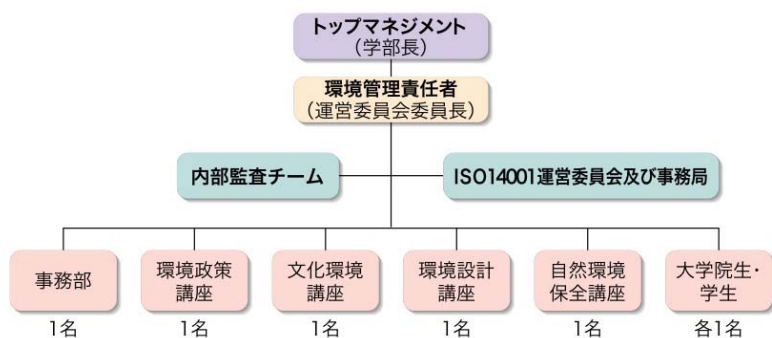 トップマネジメント
（学部長）
環境管理責任者
（運営委員会委員長）
内部監査チーム
ISO14001運営委員会及び事務局
事務部
環境政策
講座
文化環境
講座
環境設計
講座
自然環境
保全講座
大学院生・
学生
1名
1名
1名
1名
1名
各1名